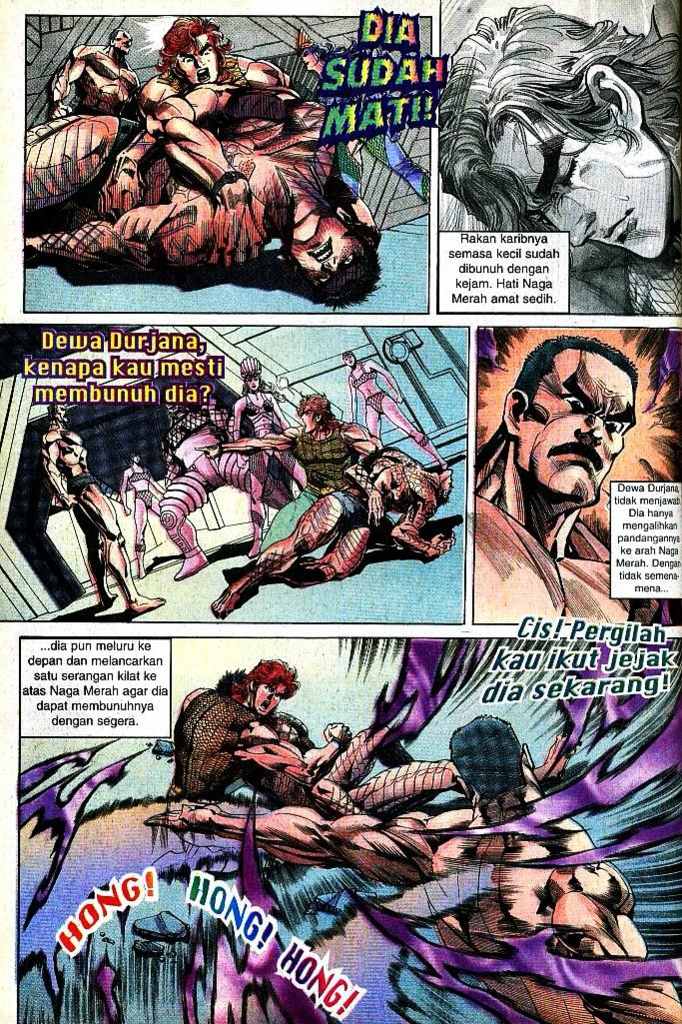 DIA
SUDAH
MATI!
Rakan karibnya
semasa kecil sudah
dibunuh dengan
kejam. Hati Naga
Merah amat sedih.
Dewa Durjana,
kenapa kau mesti
membunuh dia?
Dewa Durjana
tidak menjawab.
Dia hanya
mengalihkan
pandangannya
ke arah Naga
Merah. Dengan
tidak semena-
mena...
...dia pun meluru ke
depan dan melancarkan
satu serangan kilat ke
atas Naga Merah agar dia
dapat membunuhnya
dengan segera.
Cis! Pergilah
kau ikut jejak
dia sekarang!
HONG!
HONG!
HONG!